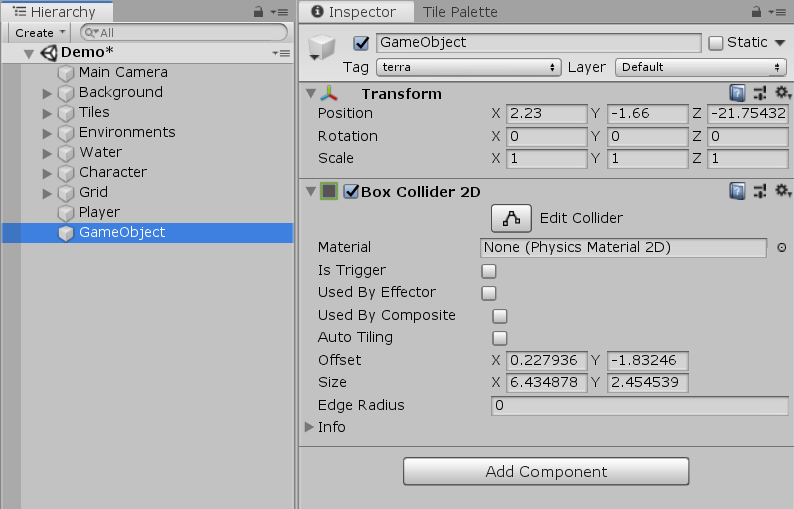 Hierarchy
Create
All
Demo*
Main Camera
Background
Tiles
Environments
Water
Character
Grid
Player
GameObject
Inspector Tile Palette
GameObject Static
Tag terra Layer Default
Transform
Position X 2.23 Y -1.66 Z -21.75432
Rotation X 0 Y 0 Z 0
Scale X 1 Y 1 Z 1
Box Collider 2D
Edit Collider
Material None (Physics Material 2D)
Is Trigger
Used By Effector
Used By Composite
Auto Tiling
Offset X 0.227936 Y -1.83246
Size X 6.434878 Y 2.454539
Edge Radius 0
Info
Add Component